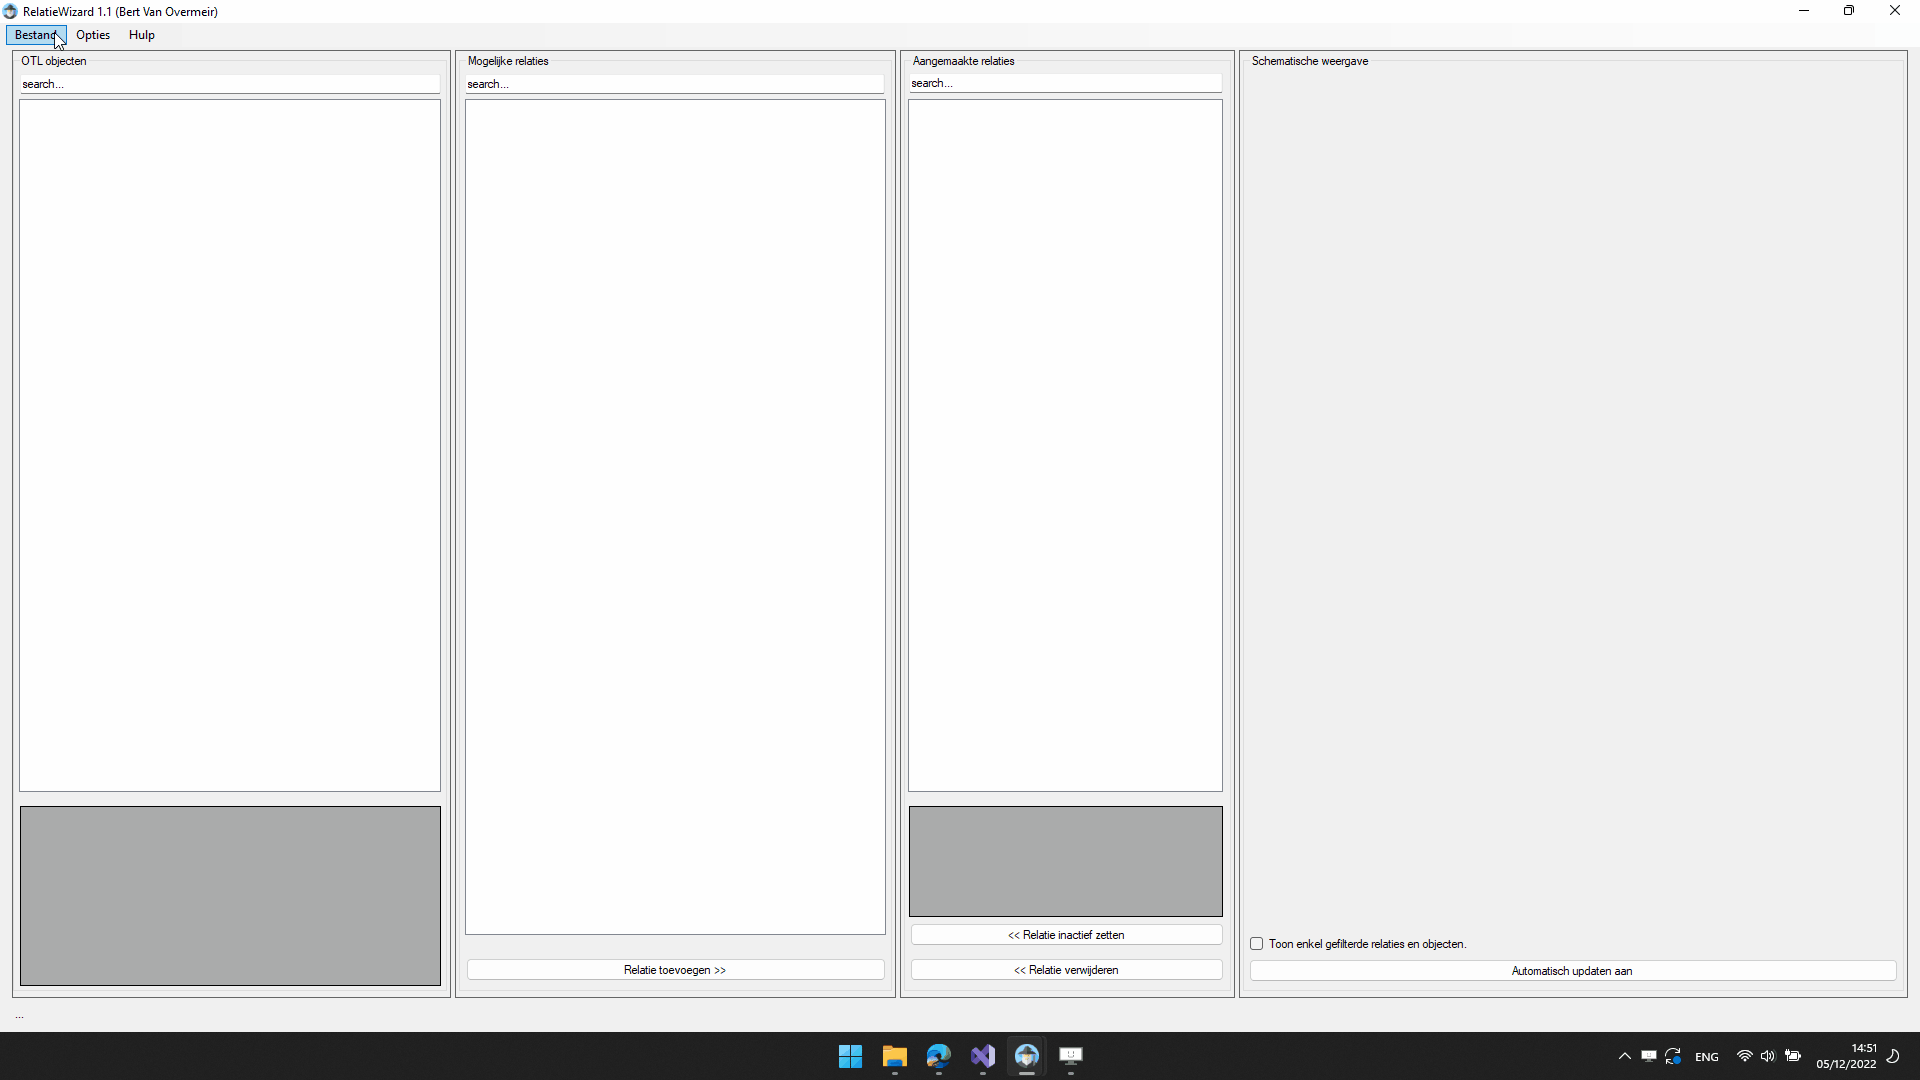 RelatieWizard 1.1 (Bert Van Overmeir)
Bestand Opties Hulp
OTL objecten
search...
Mogelijke relaties
search...
Relatie toevoegen >>
Aangemaakte relaties
search...
<< Relatie inactief zetten
<< Relatie verwijderen
Schematische weergave
Toon enkel gefilterde relaties en objecten.
Automatisch updaten aan
...
ENG
14:51
05/12/2022